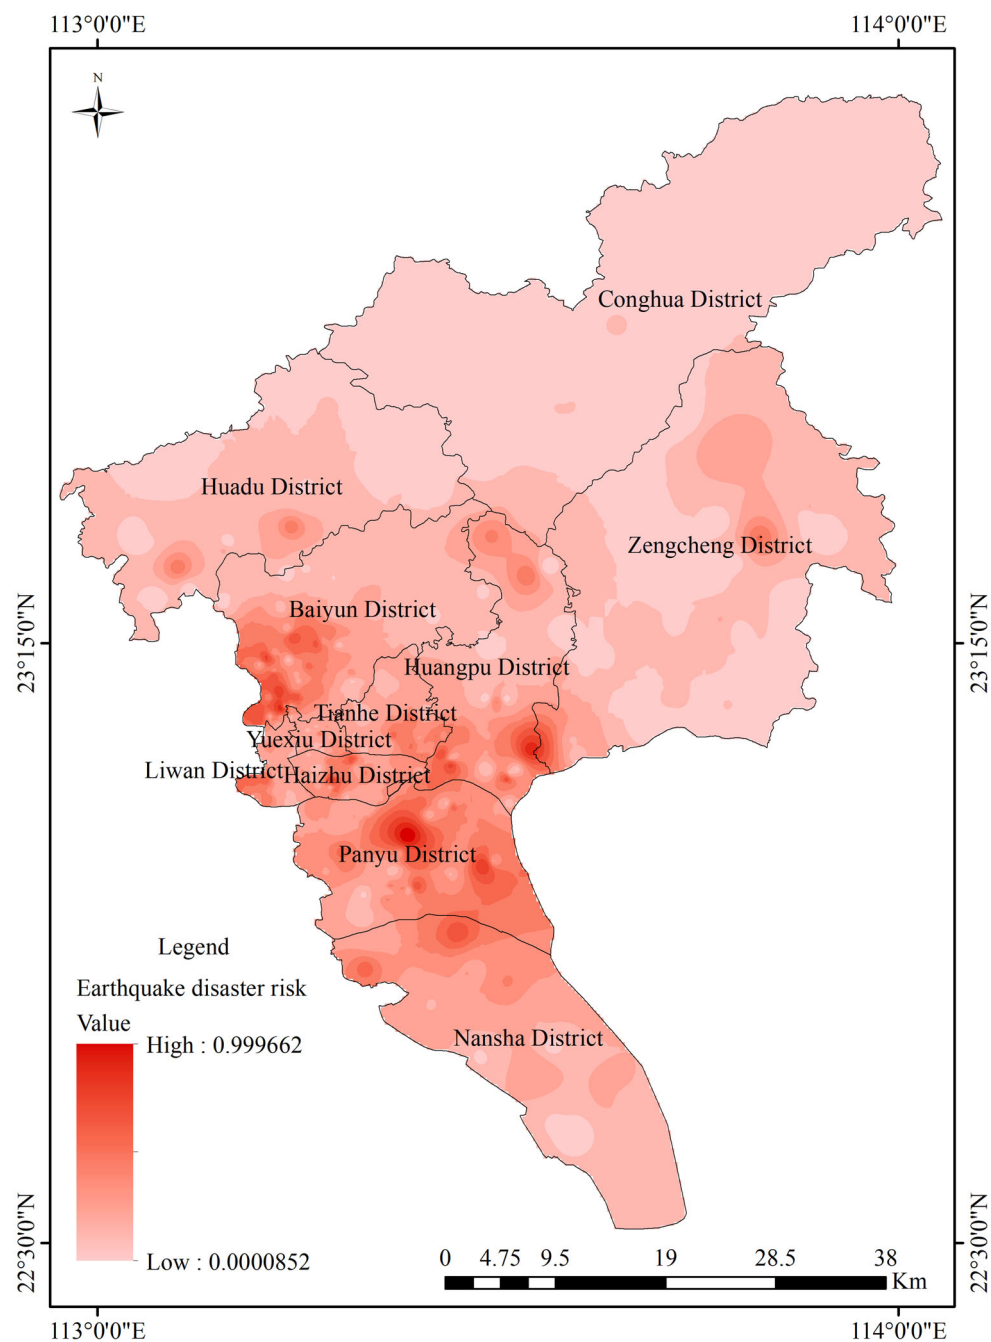 113°0'0"E
114°0'0"E
N
Conghua District
Huadu District
Zengcheng District
Baiyun District
23°15'0"N
23°15'0"N
Huangpu District
Tianhe District
Yuexiu District
Liwan District
Haizhu District
Panyu District
Legend
Earthquake disaster risk
Value
High : 0.999662
Nansha District
Low : 0.0000852
22°30'0"N
22°30'0"N
0 4.75 9.5 19 28.5 38
Km
113°0'0"E
114°0'0"E